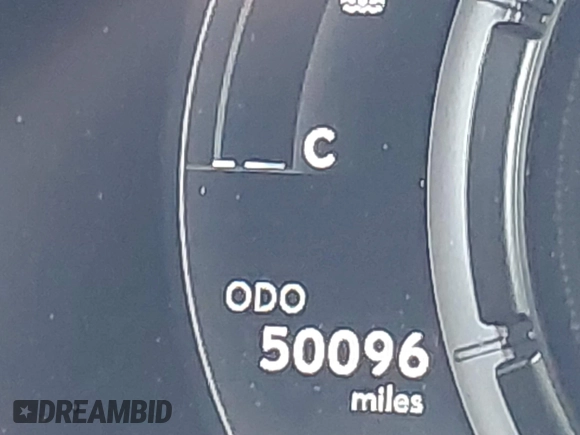 C
ODO
50096
miles
DREAMBID